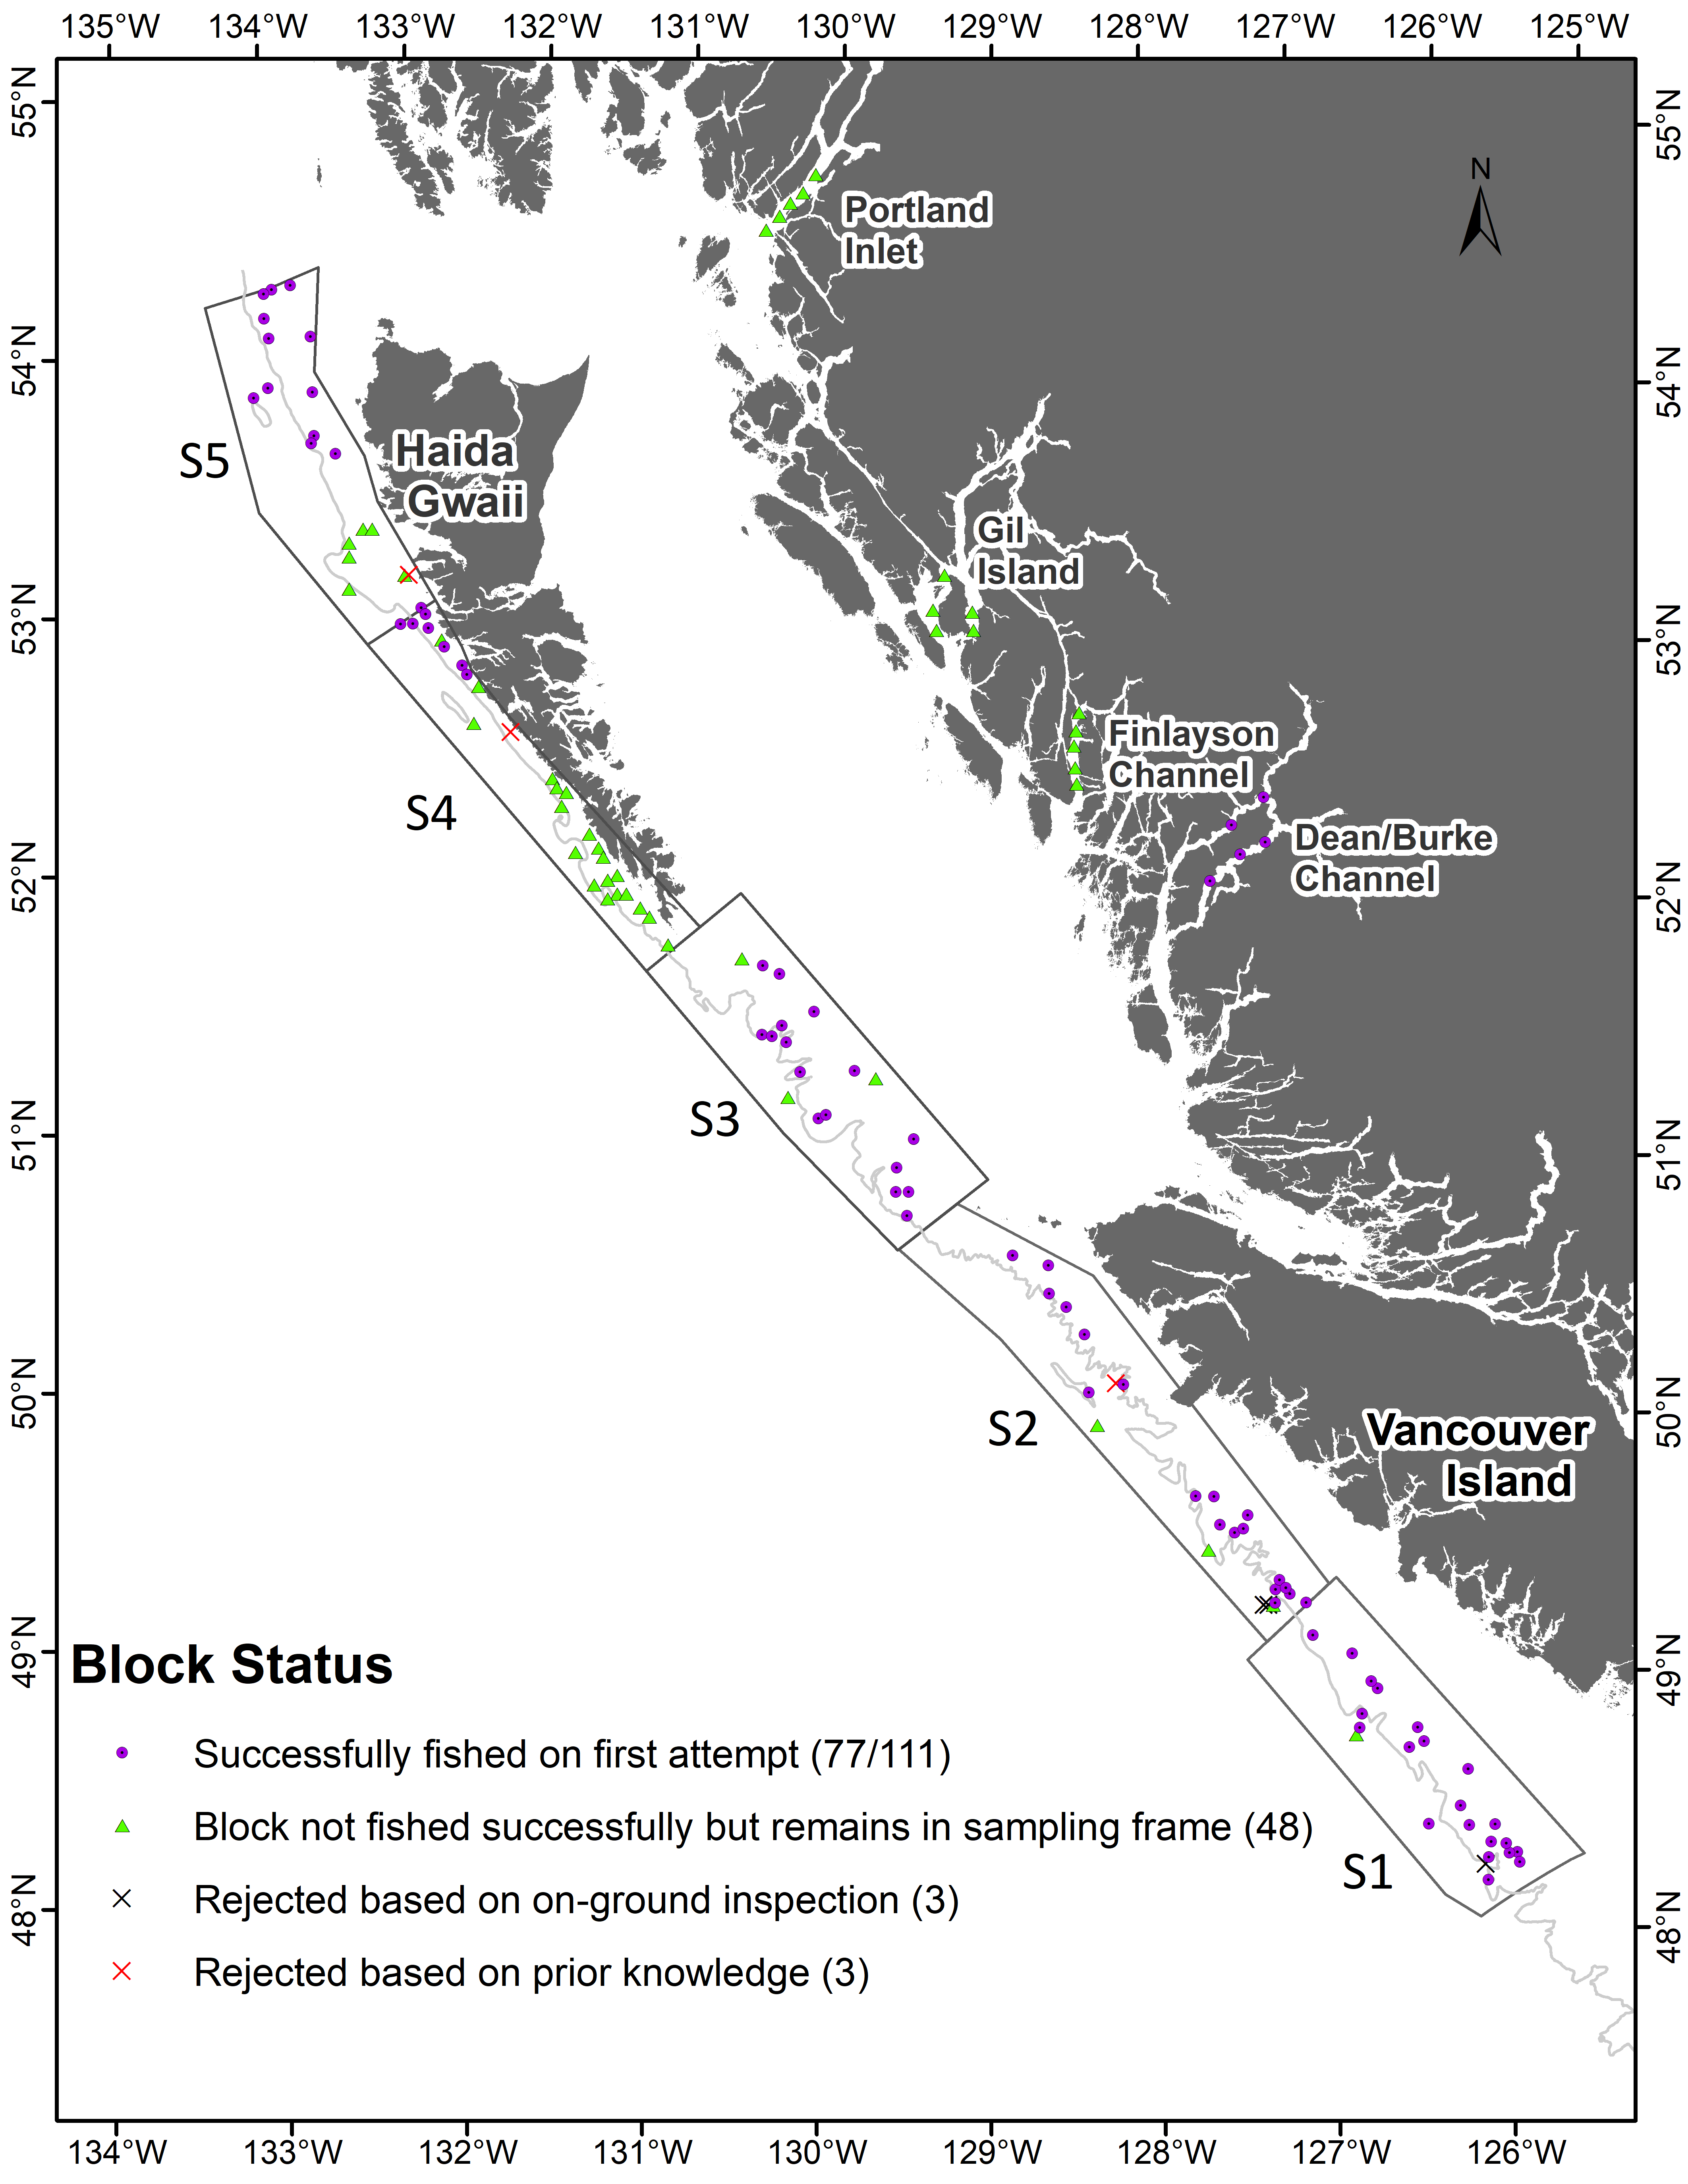 135°W 134°W 133°W 132°W 131°W 130°W 129°W 128°W 127°W 126°W 125°W
55°N
55°N
N
Portland
Inlet
54°N
54°N
S5
Haida
Gwaii
Gil
Island
53°N
53°N
Finlayson
Channel
S4
Dean/Burke
Channel
52°N
52°N
S3
51°N
51°N
50°N
50°N
S2
Vancouver
Island
49°N
49°N
Block Status
Successfully fished on first attempt (77/111)
Block not fished successfully but remains in sampling frame (48)
S1
Rejected based on on-ground inspection (3)
48°N
48°N
Rejected based on prior knowledge (3)
134°W 133°W 132°W 131°W 130°W 129°W 128°W 127°W 126°W